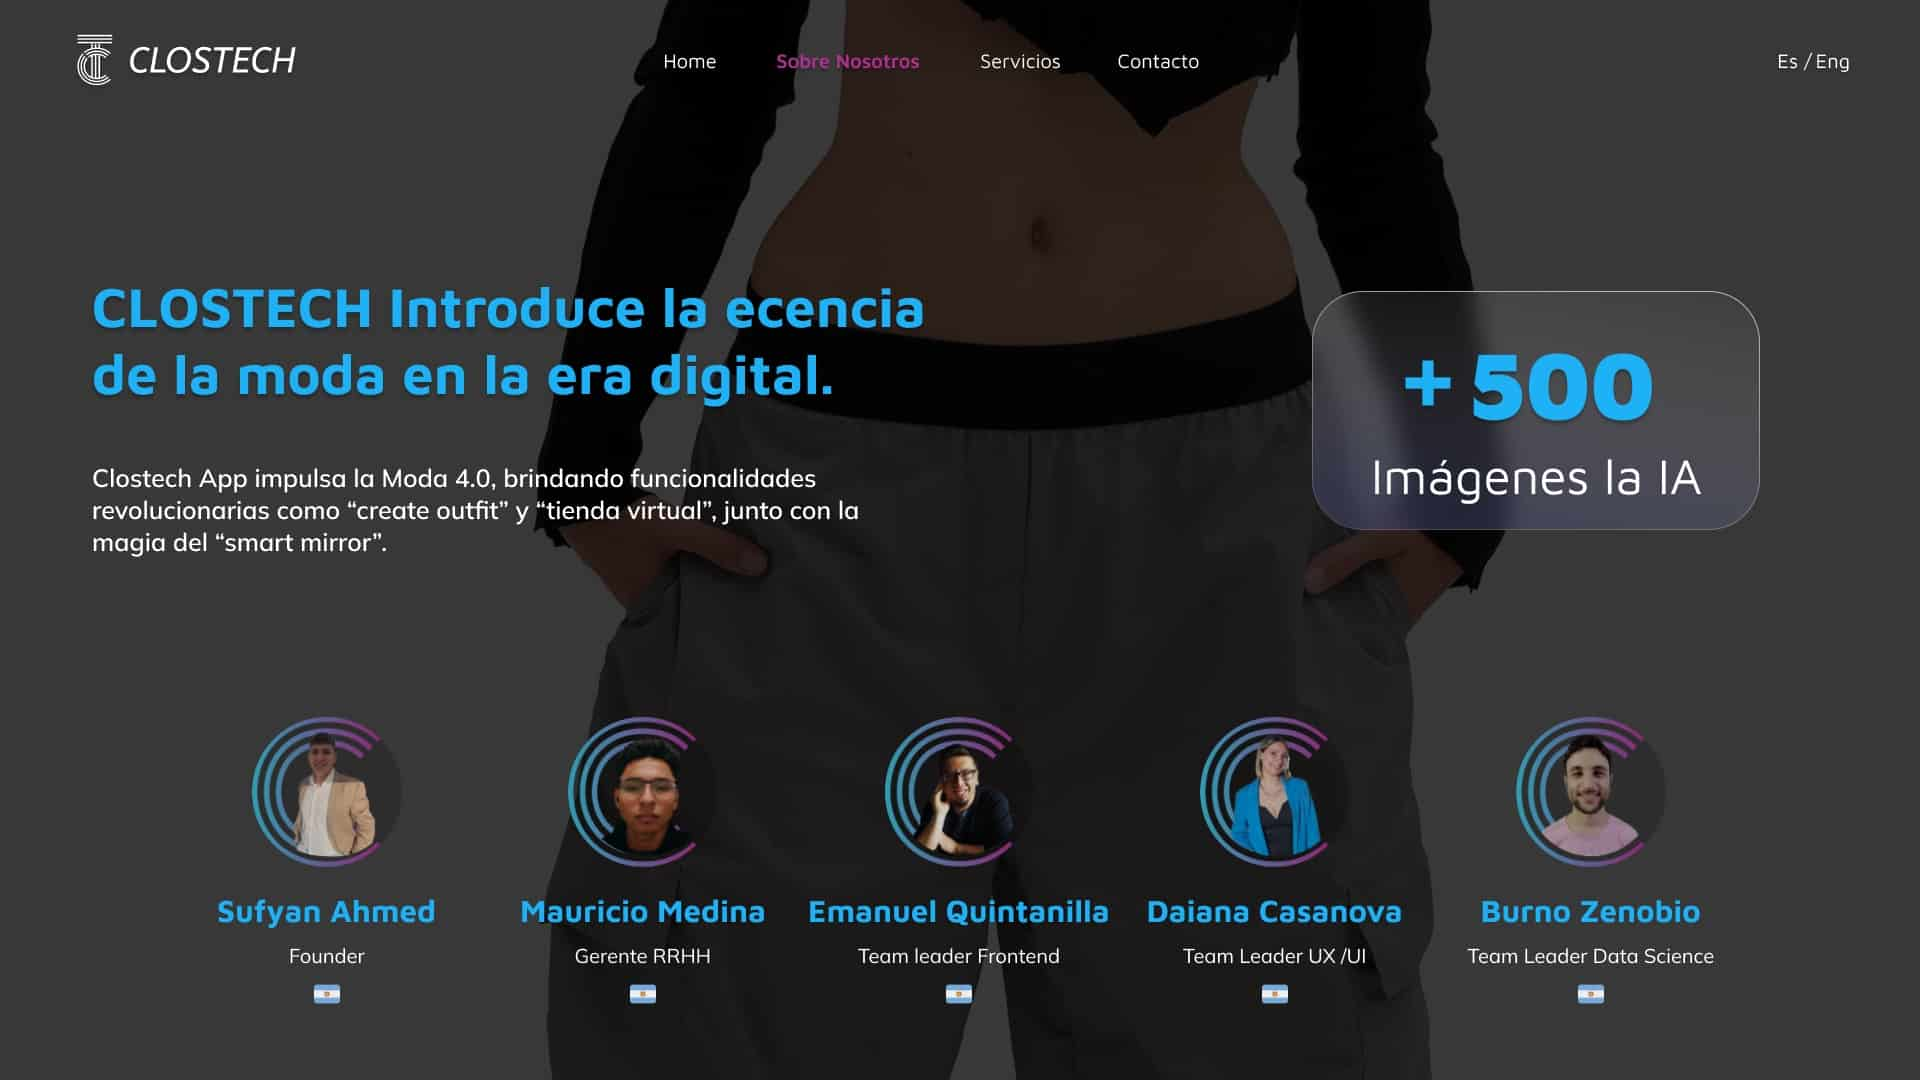 CLOSTECH
Home
Sobre Nosotros
Servicios
Contacto
Es / Eng
CLOSTECH Introduce la ecencia
de la moda en la era digital.
Clostech App impulsa la Moda 4.0, brindando funcionalidades
revolucionarias como “create outfit” y “tienda virtual”, junto con la
magia del “smart mirror”.
+ 500
Imágenes la IA
Sufyan Ahmed
Founder
Mauricio Medina
Gerente RRHH
Emanuel Quintanilla
Team leader Frontend
Daiana Casanova
Team Leader UX /UI
Burno Zenobio
Team Leader Data Science